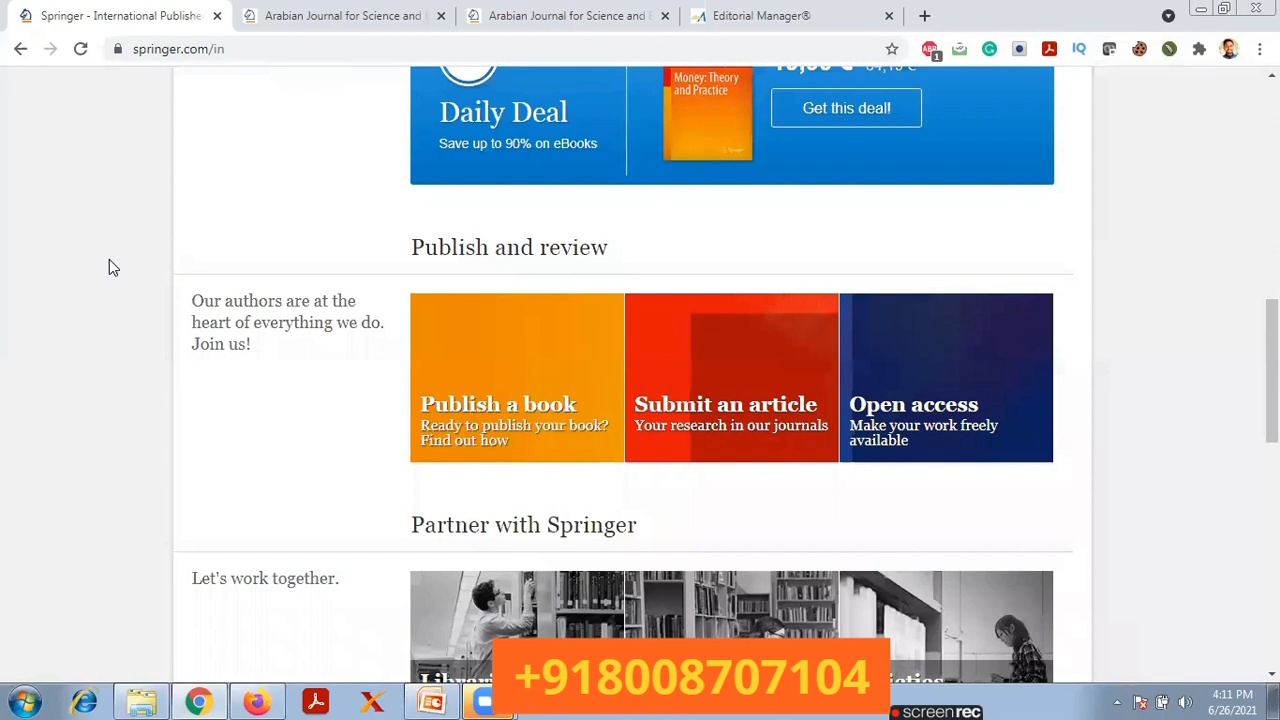 Springer - International Publisher
Arabian Journal for Science and
Arabian Journal for Science and
Editorial Manager®
springer.com/in
ABP
1
IQ
Money: Theory
and Practice
Daily Deal
Save up to 90% on eBooks
Get this deal!
Publish and review
Our authors are at the
heart of everything we do.
Join us!
Publish a book
Ready to publish your book?
Find out how
Submit an article
Your research in our journals
Open access
Make your work freely
available
Partner with Springer
Let's work together.
+918008707104
4:11 PM
6/26/2021
screenrec